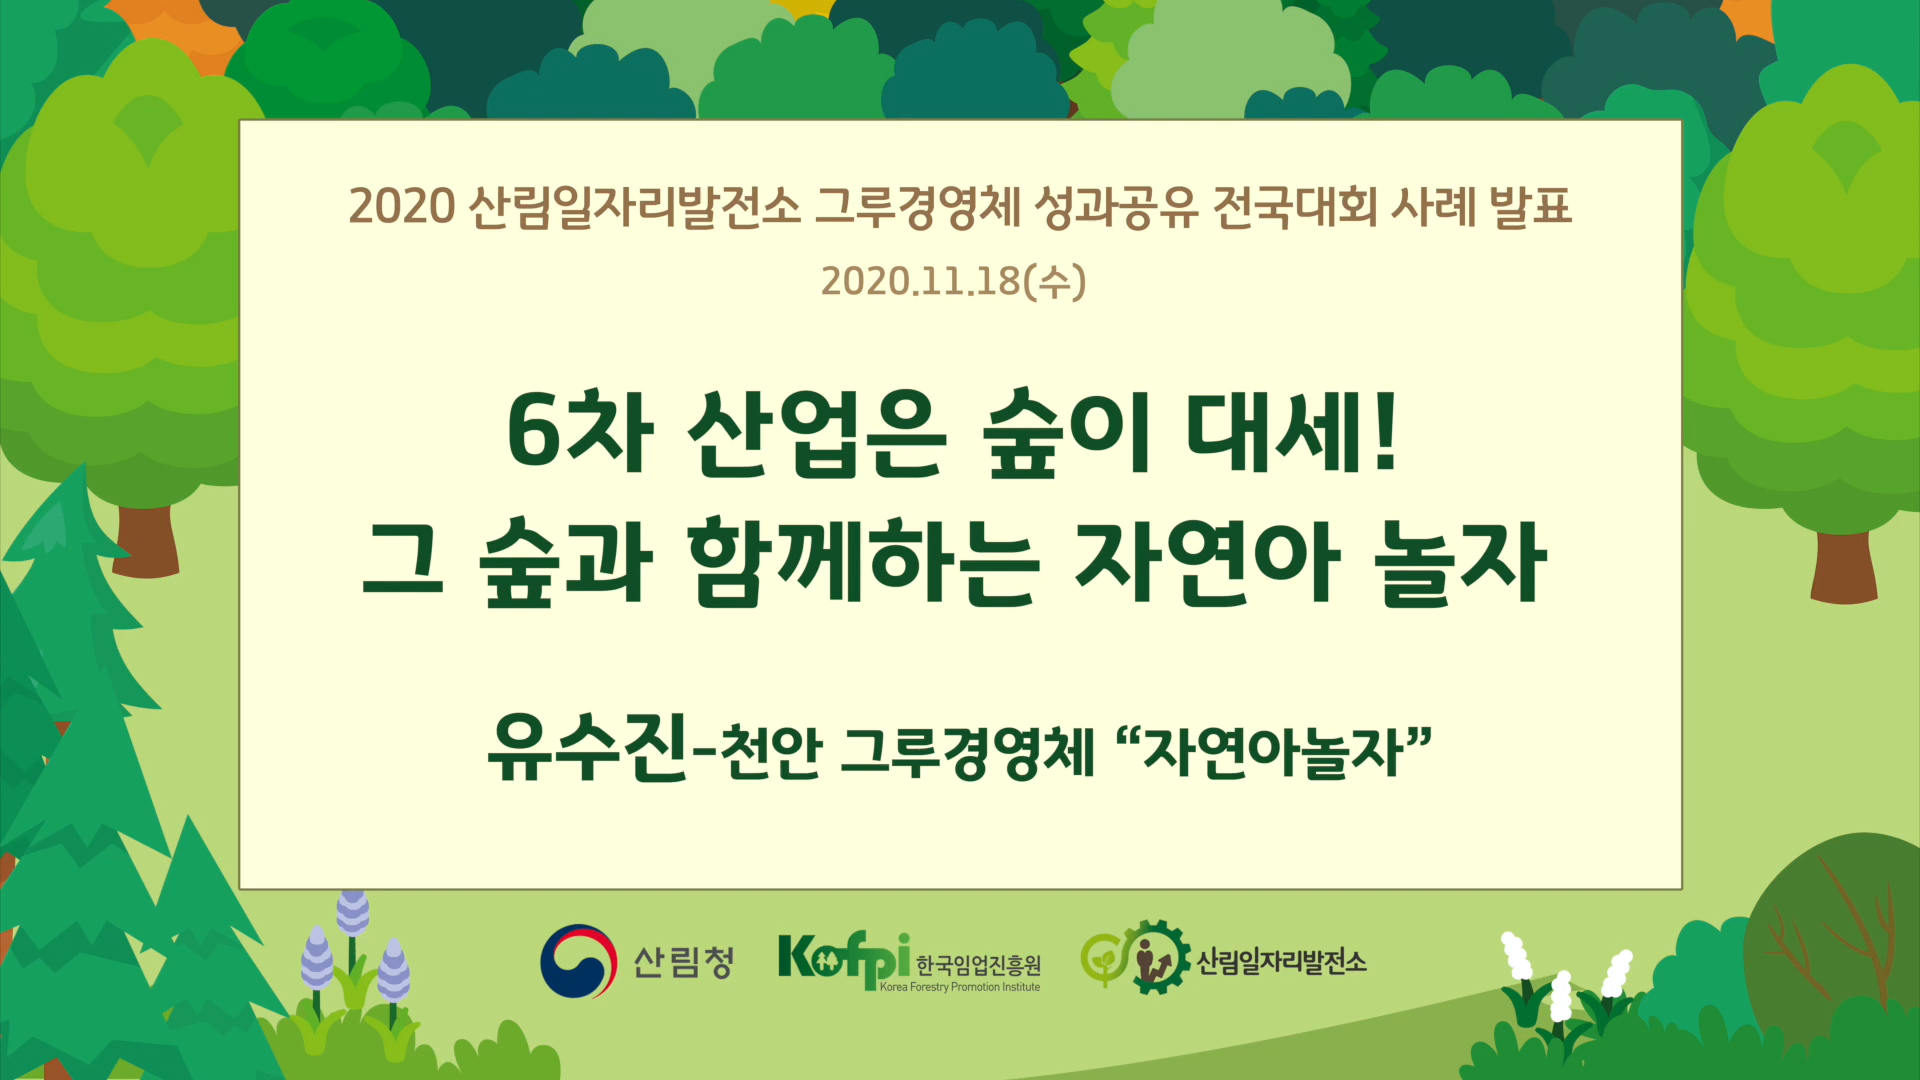 2020 산림일자리발전소 그루경영체 성과공유 전국대회 사례 발표
2020.11.18(수)
6차 산업은 숲이 대세!
그 숲과 함께하는 자연아 놀자
유수진-천안 그루경영체 “자연아놀자”
산림청
Kofpi 한국임업진흥원
Korea Forestry Promotion Institute
산림일자리발전소